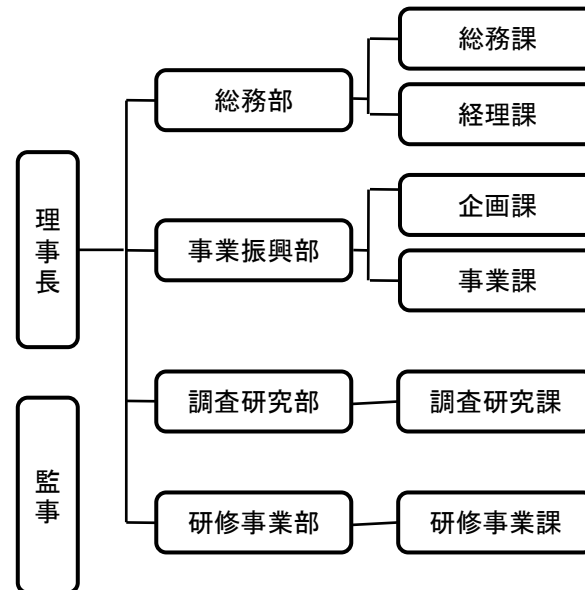 理事長
監事
総務部
総務課
経理課
事業振興部
企画課
事業課
調査研究部
調査研究課
研修事業部
研修事業課